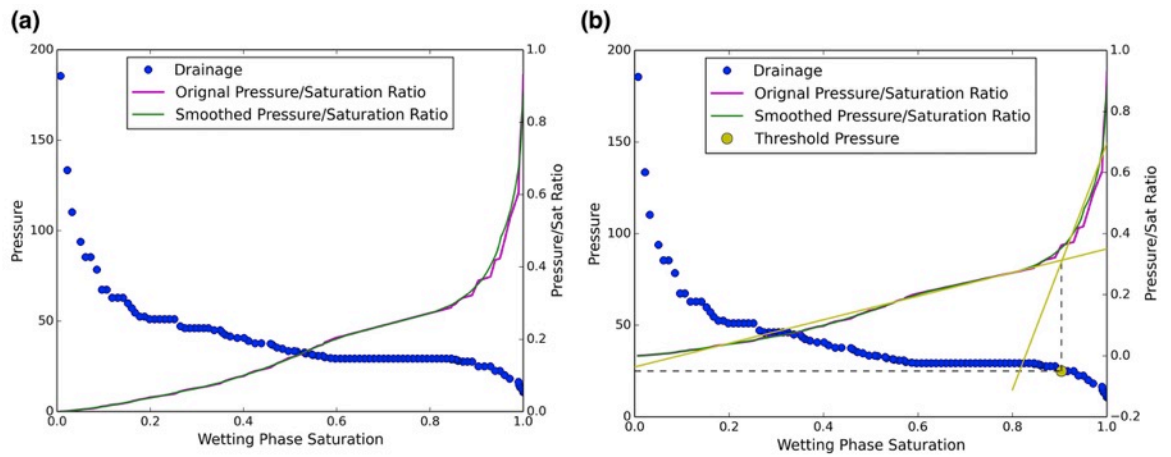 (a)
200
150
100
50
0
Pressure
0.0 0.2 0.4 0.6 0.8 1.0
Wetting Phase Saturation
1.0
0.8
0.6
0.4
0.2
0.0
Pressure/Sat Ratio
Drainage
Orignal Pressure/Saturation Ratio
Smoothed Pressure/Saturation Ratio
(b)
200
150
100
50
0
Pressure
0.0 0.2 0.4 0.6 0.8 1.0
Wetting Phase Saturation
1.0
0.8
0.6
0.4
0.2
0.0
−0.2
Pressure/Sat Ratio
Drainage
Orignal Pressure/Saturation Ratio
Smoothed Pressure/Saturation Ratio
Threshold Pressure